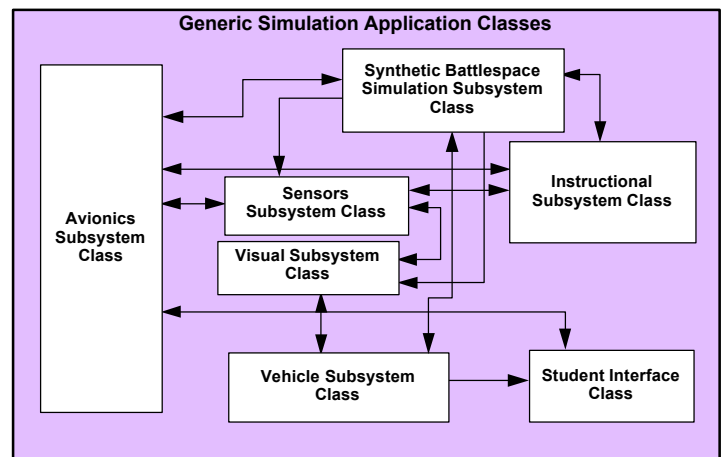 Generic Simulation Application Classes
Synthetic Battlespace
Simulation Subsystem
Class
Avionics
Subsystem
Class
Sensors
Subsystem Class
Instructional
Subsystem Class
Visual Subsystem
Class
Vehicle Subsystem
Class
Student Interface
Class